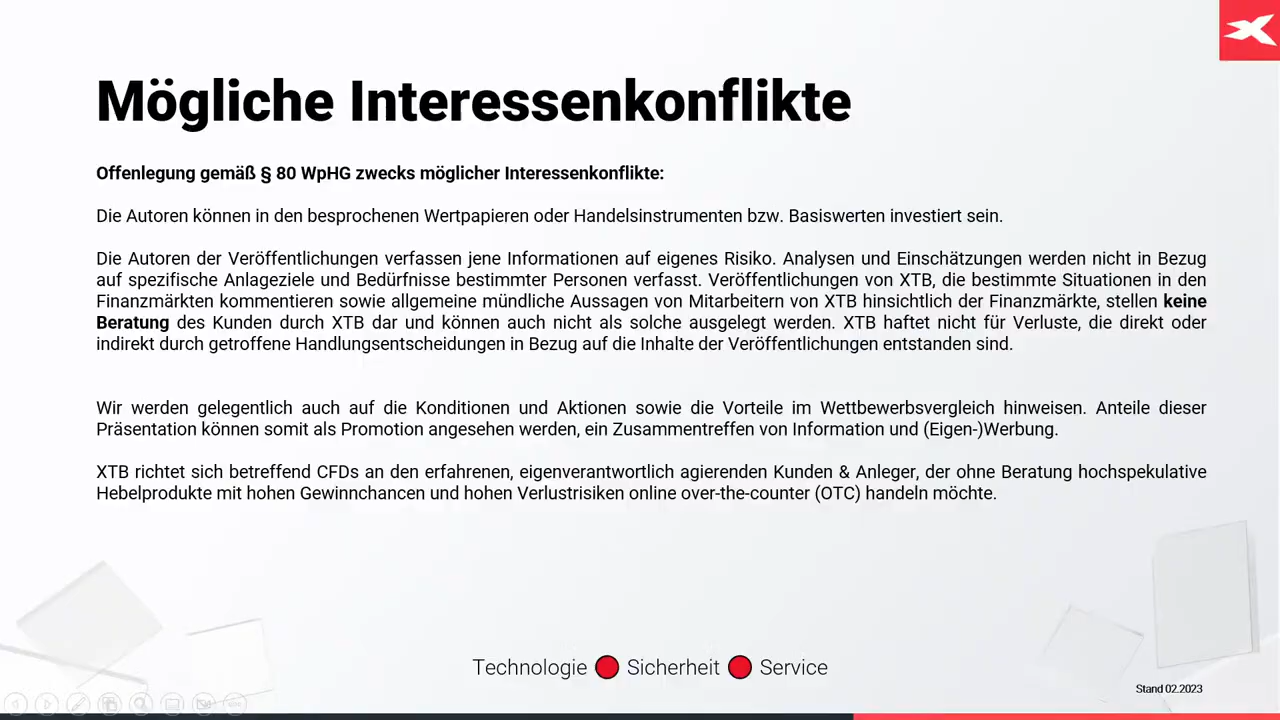 Mögliche Interessenkonflikte
Offenlegung gemäß § 80 WpHG zwecks möglicher Interessenkonflikte:
Die Autoren können in den besprochenen Wertpapieren oder Handelsinstrumenten bzw. Basiswerten investiert sein.
Die Autoren der Veröffentlichungen verfassen jene Informationen auf eigenes Risiko. Analysen und Einschätzungen werden nicht in Bezug
auf spezifische Anlageziele und Bedürfnisse bestimmter Personen verfasst. Veröffentlichungen von XTB, die bestimmte Situationen in den
Finanzmärkten kommentieren sowie allgemeine mündliche Aussagen von Mitarbeitern von XTB hinsichtlich der Finanzmärkte, stellen keine
Beratung des Kunden durch XTB dar und können auch nicht als solche ausgelegt werden. XTB haftet nicht für Verluste, die direkt oder
indirekt durch getroffene Handlungsentscheidungen in Bezug auf die Inhalte der Veröffentlichungen entstanden sind.
Wir werden gelegentlich auch auf die Konditionen und Aktionen sowie die Vorteile im Wettbewerbsvergleich hinweisen. Anteile dieser
Präsentation können somit als Promotion angesehen werden, ein Zusammentreffen von Information und (Eigen-)Werbung.
XTB richtet sich betreffend CFDs an den erfahrenen, eigenverantwortlich agierenden Kunden & Anleger, der ohne Beratung hochspekulative
Hebelprodukte mit hohen Gewinnchancen und hohen Verlustrisiken online over-the-counter (OTC) handeln möchte.
Technologie Sicherheit Service
Stand 02.2023